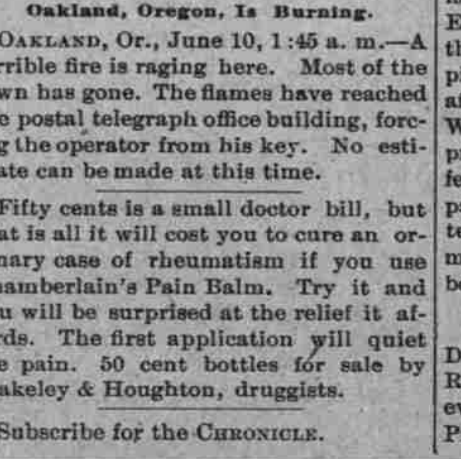 Oakland, Oregon, Is Burning.
OAKLAND, Or., June 10, 1:45 a. m.—A
rrible fire is raging here. Most of the
wn has gone. The flames have reached
e postal telegraph office building, forc-
g the operator from his key. No esti-
ate can be made at this time.
Fifty cents is a small doctor bill, but
at is all it will cost you to cure an or-
nary case of rheumatism if you use
hamberlain's Pain Balm. Try it and
u will be surprised at the relief it af-
rds. The first application will quiet
e pain. 50 cent bottles for sale by
akeley & Houghton, druggists.
Subscribe for the CHRONICLE.